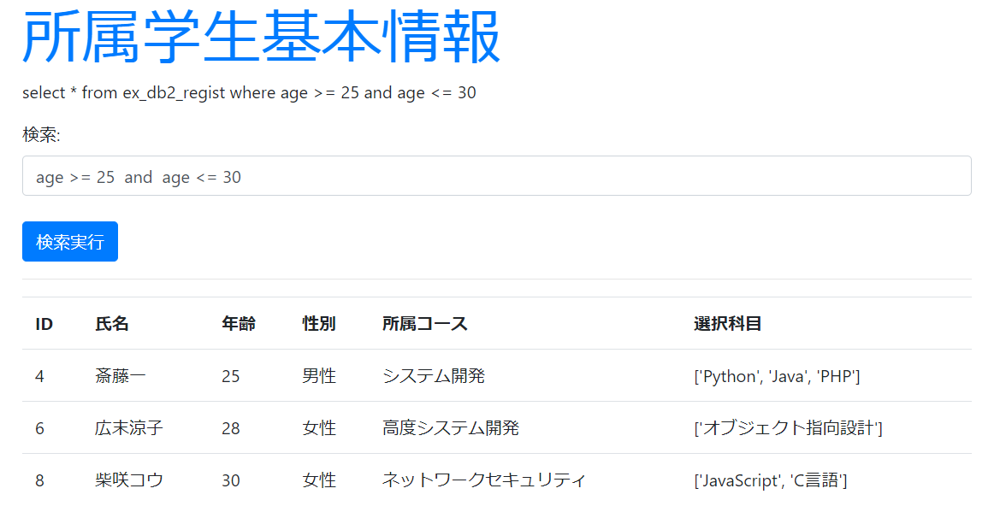 所属学生基本情報
select * from ex_db2_regist where age >= 25 and age <= 30
検索:
age >= 25  and  age <= 30
検索実行
ID 氏名 年齢 性別 所属コース 選択科目
4 斎藤一 25 男性 システム開発 ['Python', 'Java', 'PHP']
6 広末涼子 28 女性 高度システム開発 ['オブジェクト指向設計']
8 柴咲コウ 30 女性 ネットワークセキュリティ ['JavaScript', 'C言語']